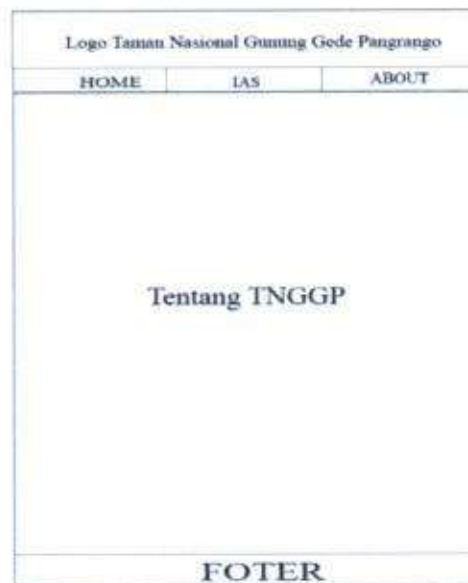 Logo Taman Nasional Gunung Gede Pangrango
HOME IAS ABOUT
Tentang TNGGP
FOTER